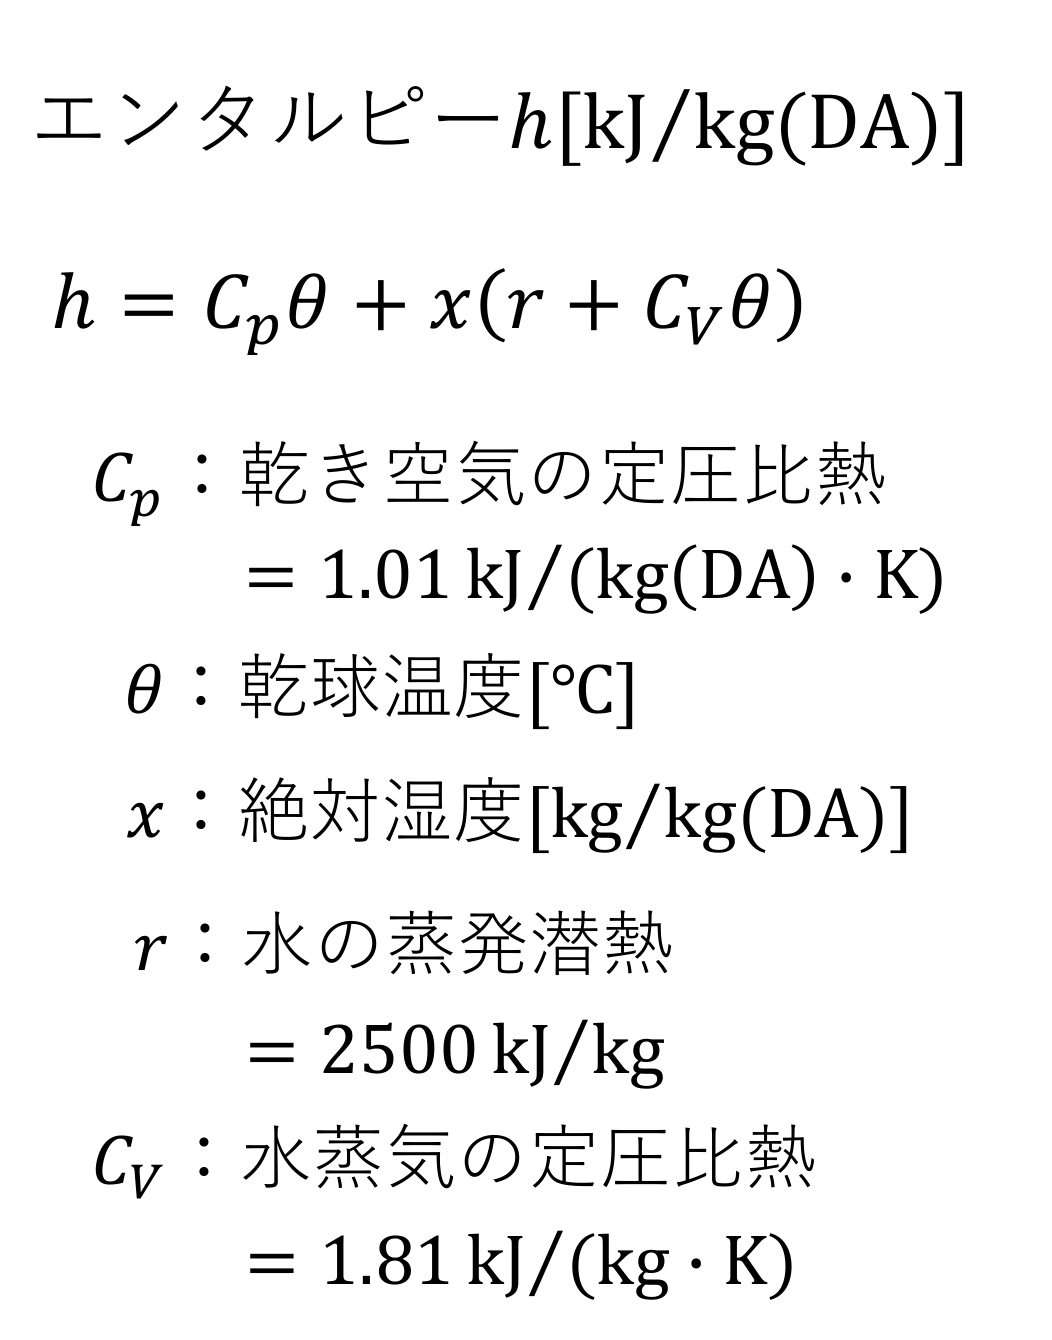 エンタルピーh[kJ/kg(DA)]
h = C_pθ + x(r + C_Vθ)
C_p：乾き空気の定圧比熱
= 1.01 kJ/(kg(DA)・K)
θ：乾球温度[℃]
x：絶対湿度[kg/kg(DA)]
r：水の蒸発潜熱
= 2500 kJ/kg
C_V：水蒸気の定圧比熱
= 1.81 kJ/(kg・K)